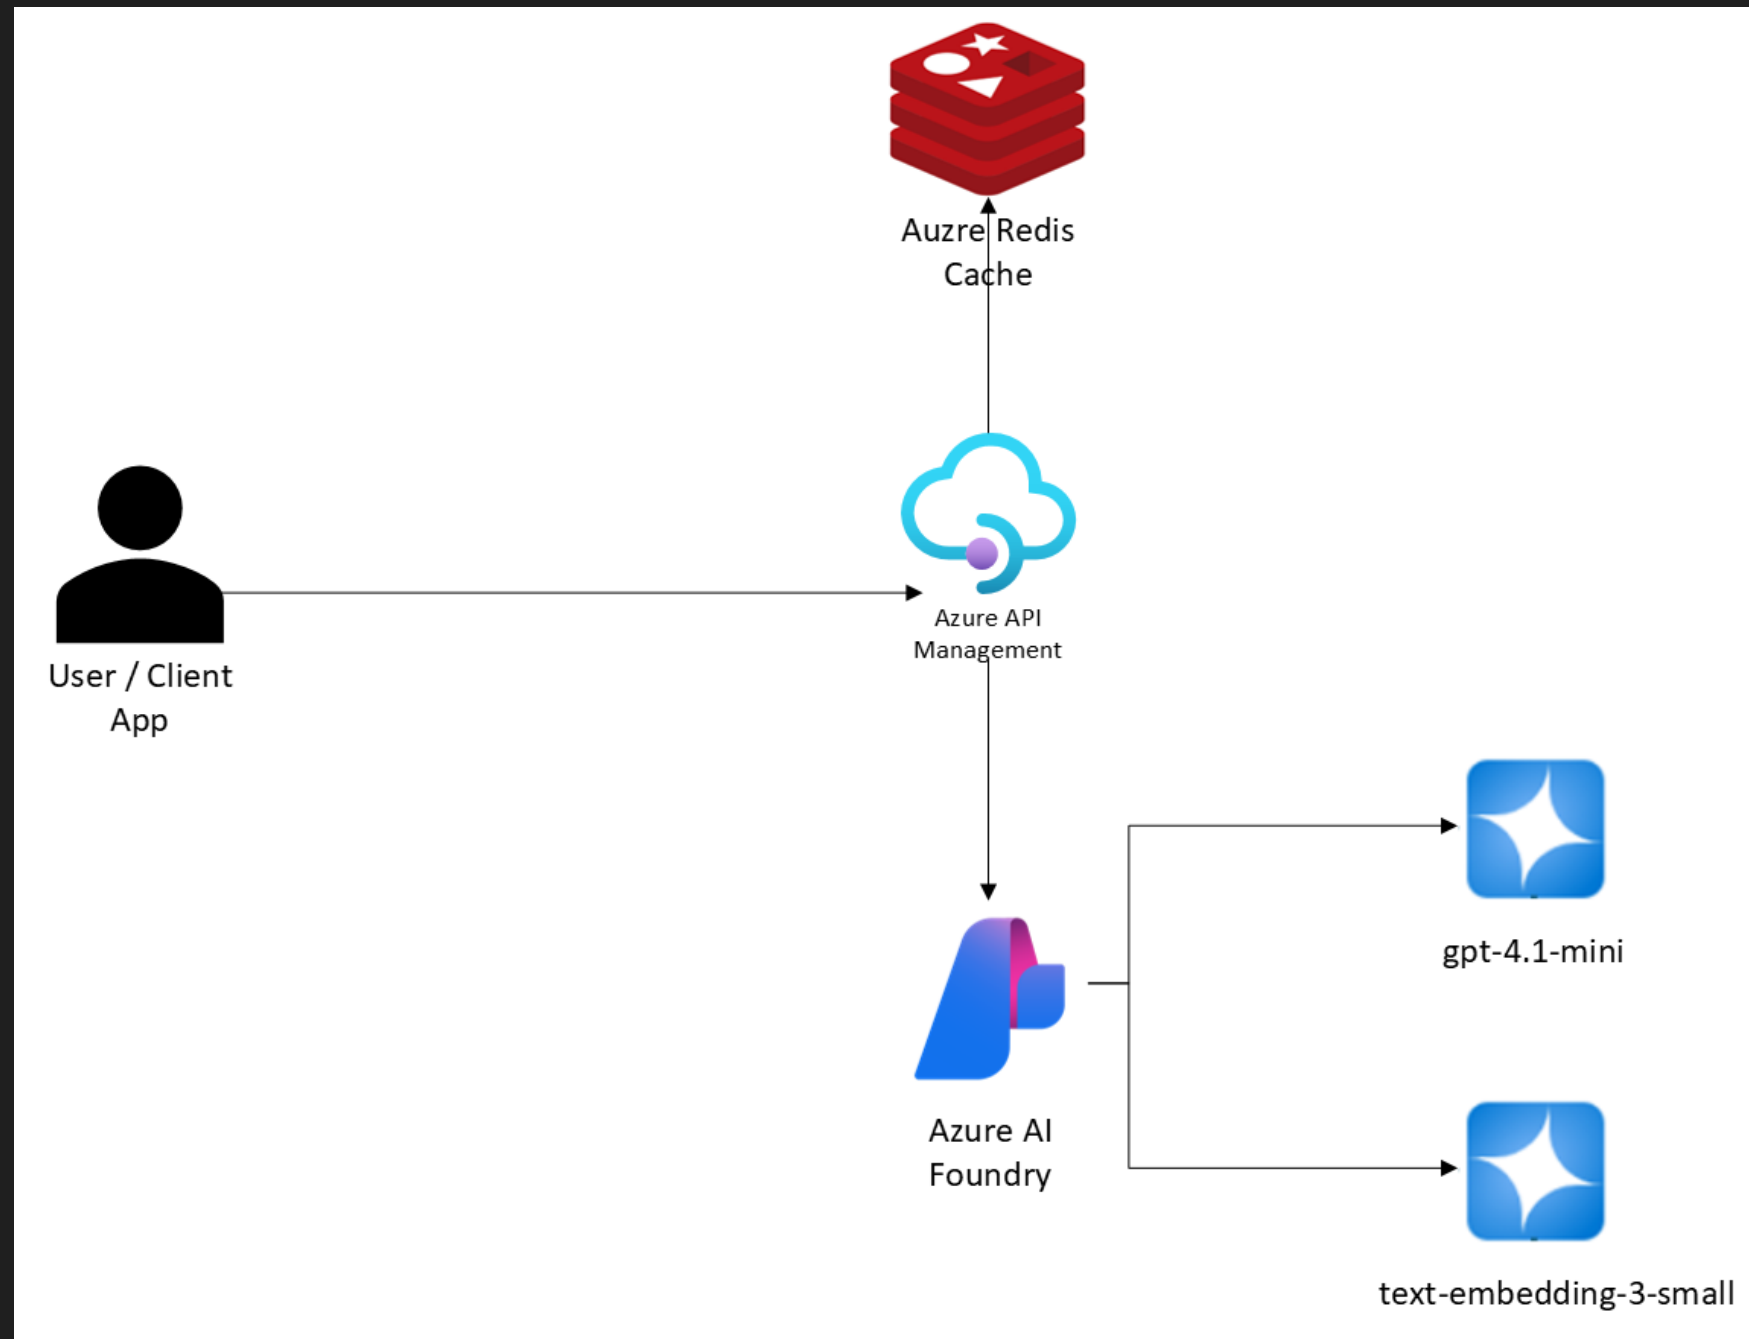 Auzre Redis
Cache
Azure API
Management
User / Client
App
gpt-4.1-mini
Azure AI
Foundry
text-embedding-3-small